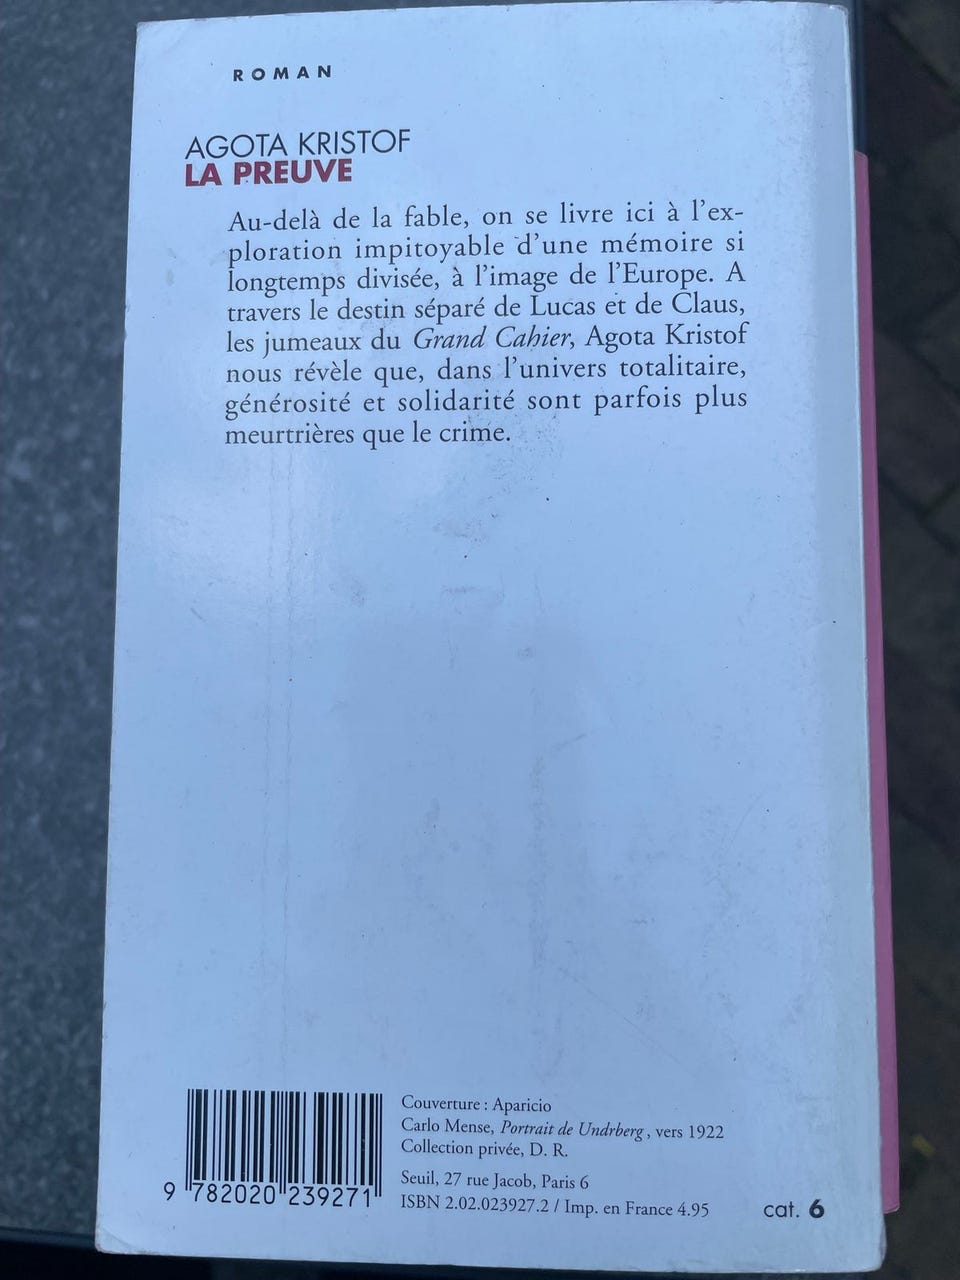 ROMAN
AGOTA KRISTOF
LA PREUVE
Au-delà de la fable, on se livre ici à l'ex-
ploration impitoyable d'une mémoire si
longtemps divisée, à l'image de l'Europe. A
travers le destin séparé de Lucas et de Claus,
les jumeaux du Grand Cahier, Agota Kristof
nous révèle que, dans l'univers totalitaire,
générosité et solidarité sont parfois plus
meurtrières que le crime.
Couverture : Aparicio
Carlo Mense, Portrait de Undrberg, vers 1922
Collection privée, D. R.
Seuil, 27 rue Jacob, Paris 6
ISBN 2.02.023927.2 / Imp. en France 4.95
9 782020 239271
cat. 6